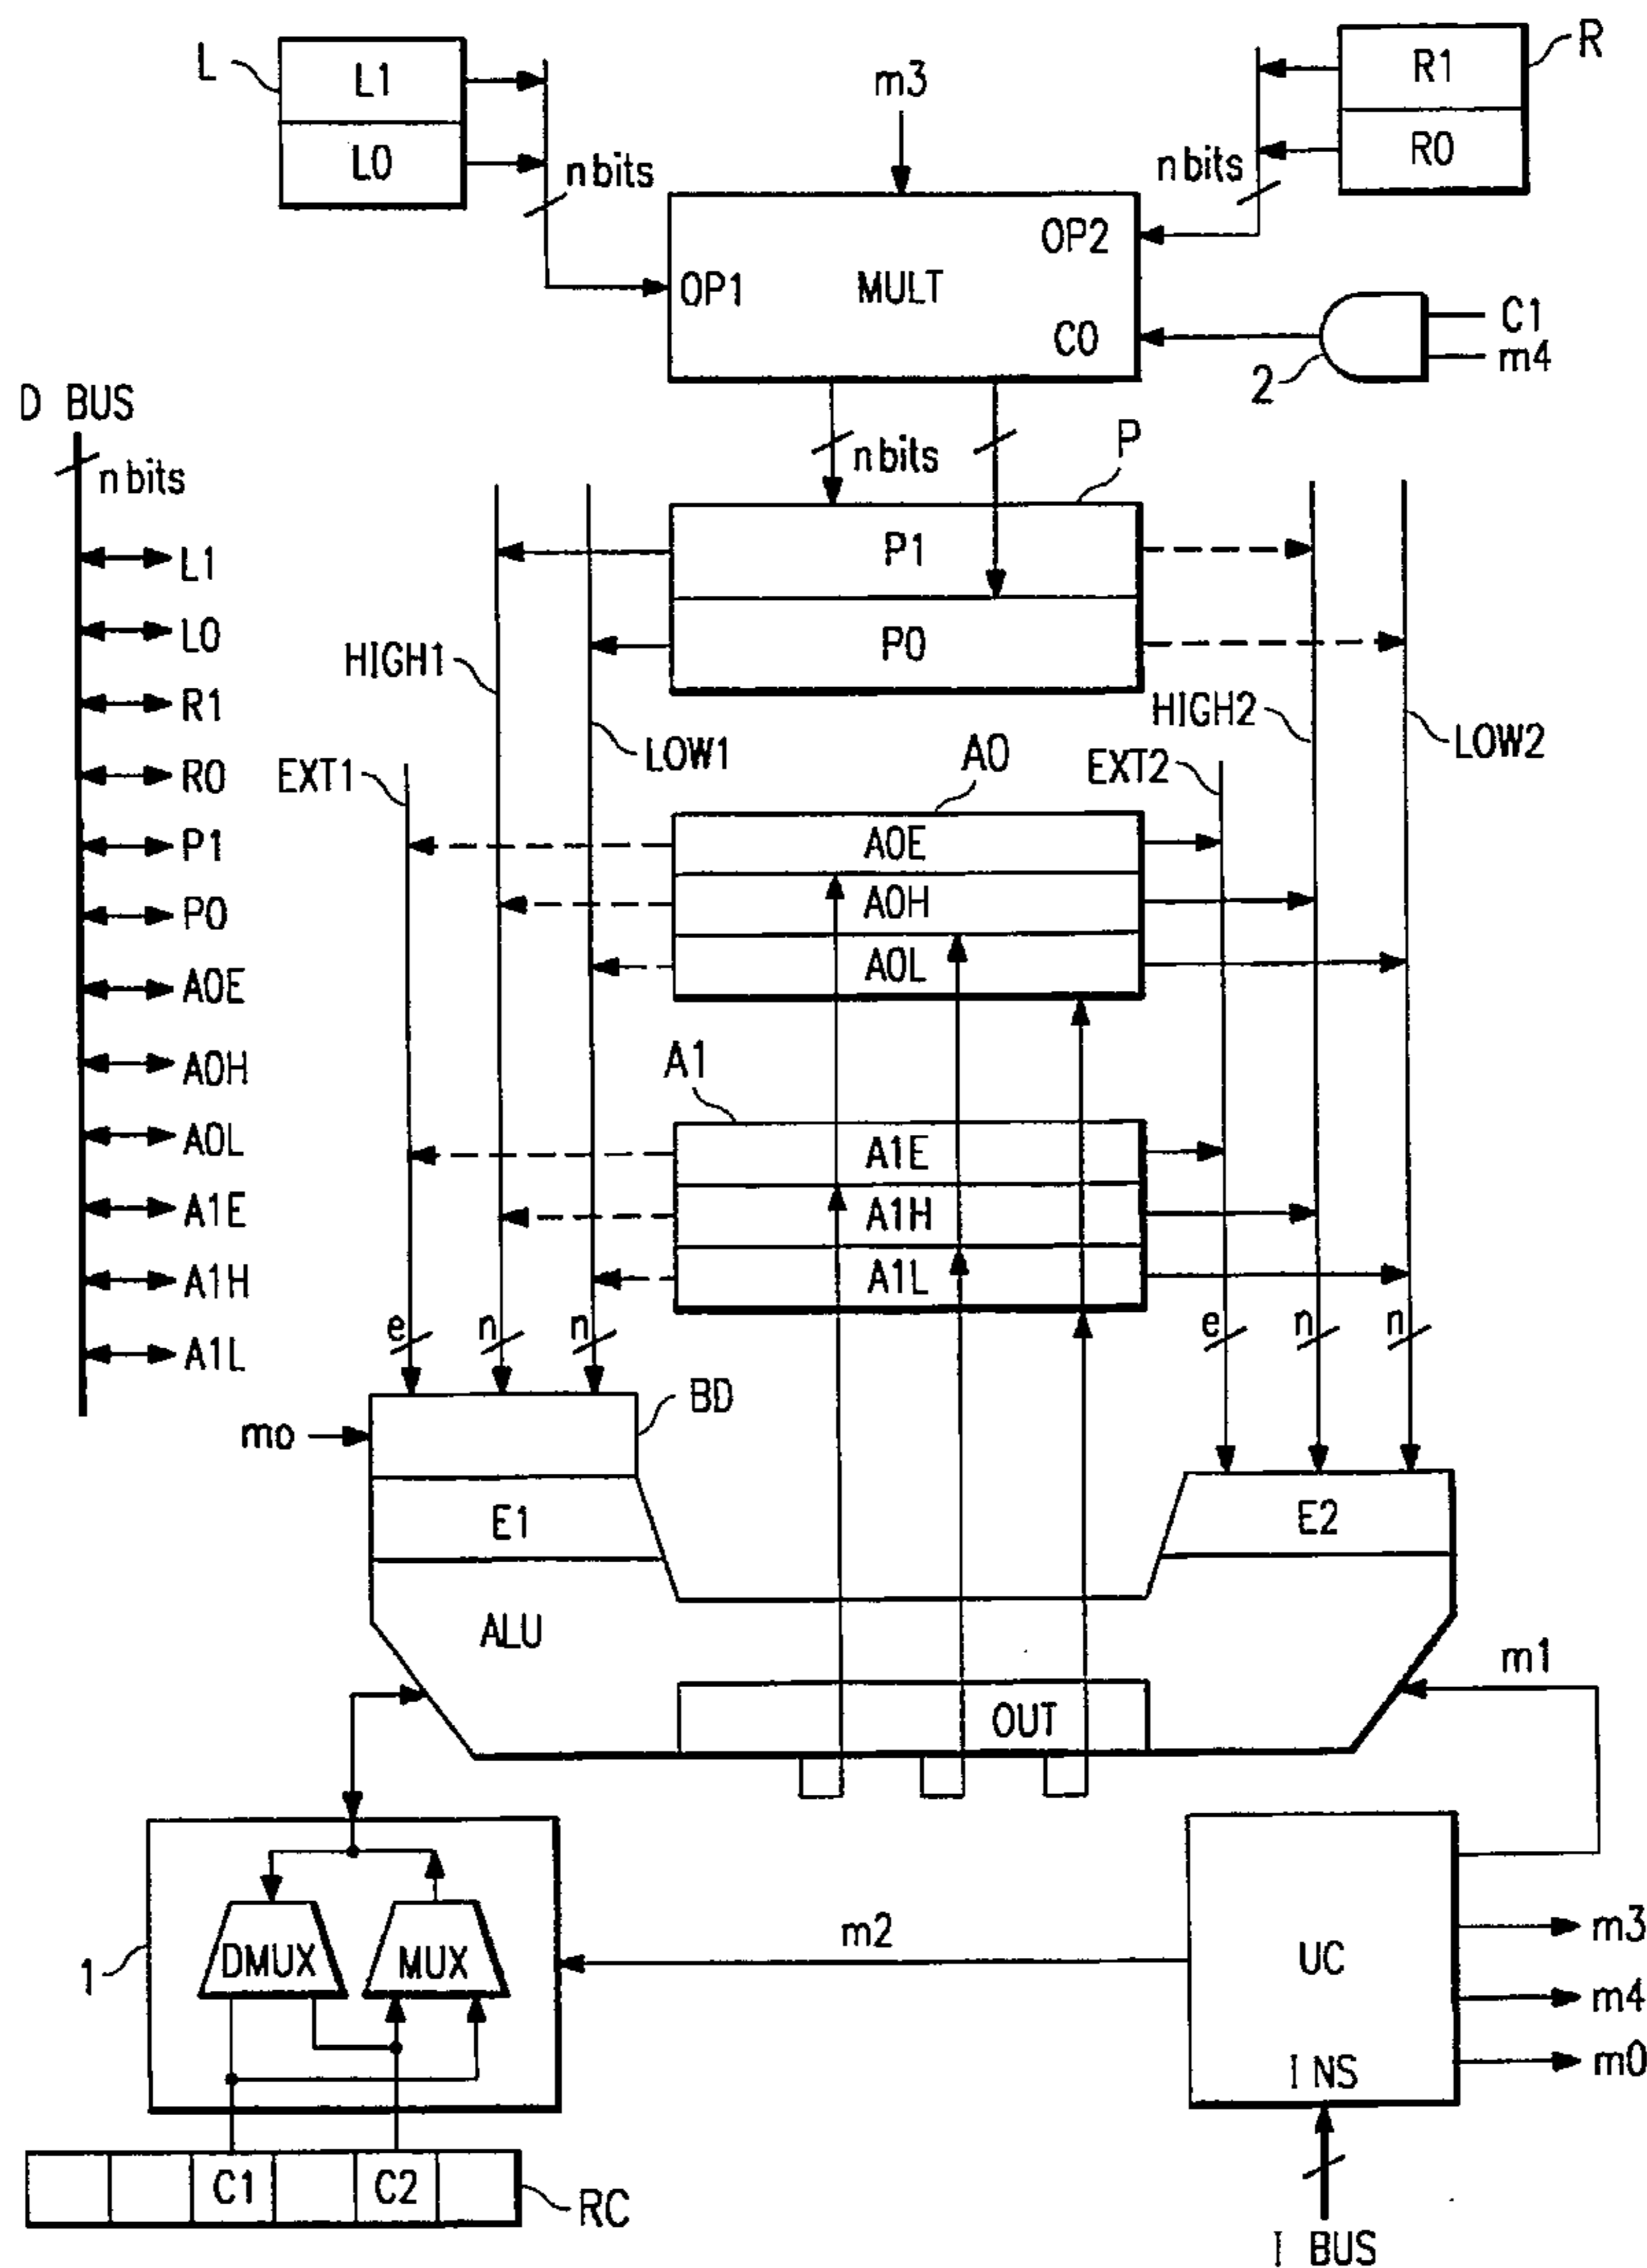 L
L1
L0
n bits
m3
R1
R0
R
n bits
OP1
MULT
OP2
C0
C1
m4
2
D BUS
n bits
L1
L0
R1
R0
P1
P0
A0E
A0H
A0L
A1E
A1H
A1L
n bits
P
P1
P0
HIGH1
LOW1
EXT1
HIGH2
LOW2
EXT2
A0
A0E
A0H
A0L
A1
A1E
A1H
A1L
e
n
n
e
n
n
mo
BD
E1
E2
ALU
OUT
m1
1
DMUX
MUX
m2
UC
INS
m3
m4
m0
C1
C2
RC
I BUS